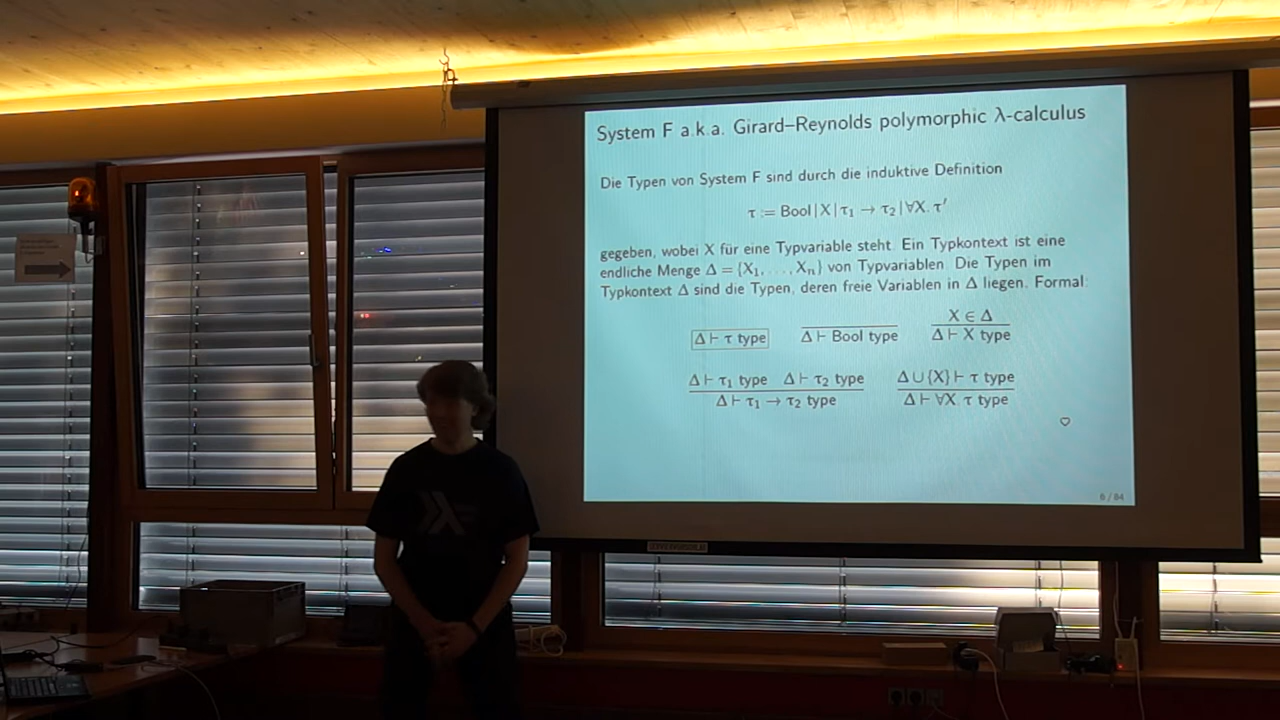 System F a.k.a. Girard–Reynolds polymorphic λ-calculus
Die Typen von System F sind durch die induktive Definition
τ := Bool | X | τ₁ → τ₂ | ∀X. τ′
gegeben, wobei X für eine Typvariable steht. Ein Typkontext ist eine
endliche Menge Δ = {X₁, . . . , Xₙ} von Typvariablen. Die Typen im
Typkontext Δ sind die Typen, deren freie Variablen in Δ liegen. Formal:
X ∈ Δ
Δ ⊢ τ type Δ ⊢ Bool type Δ ⊢ X type
Δ ⊢ τ₁ type Δ ⊢ τ₂ type Δ ∪ {X} ⊢ τ type
Δ ⊢ τ₁ → τ₂ type Δ ⊢ ∀X. τ type
♡
6 / 84